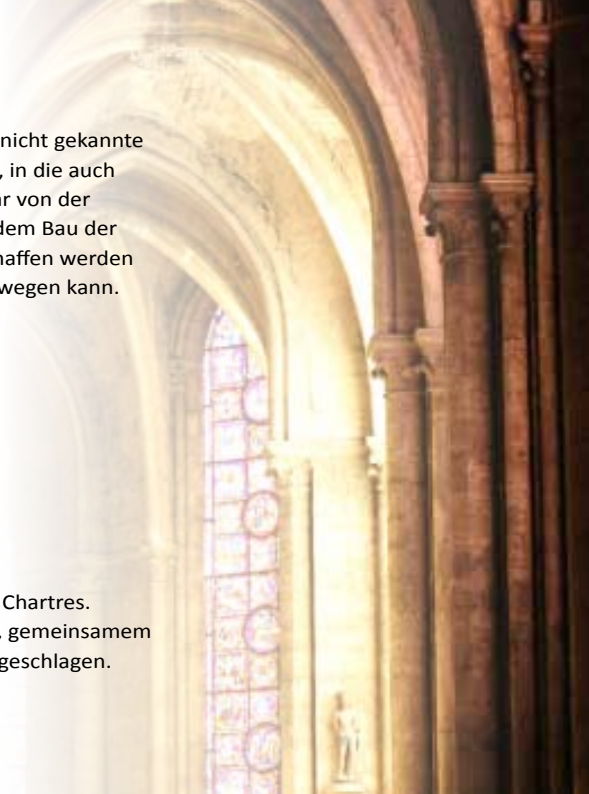 nicht gekannte
, in die auch
r von der
dem Bau der
haffen werden
wegen kann.
Chartres.
, gemeinsamem
geschlagen.